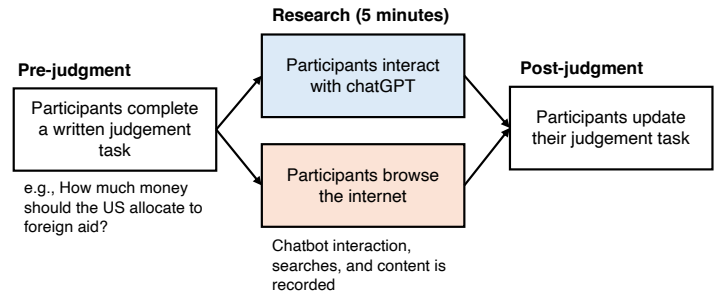 Research (5 minutes)
Pre-judgment
Participants complete
a written judgement
task
e.g., How much money
should the US allocate to
foreign aid?
Participants interact
with chatGPT
Participants browse
the internet
Chatbot interaction,
searches, and content is
recorded
Post-judgment
Participants update
their judgement task